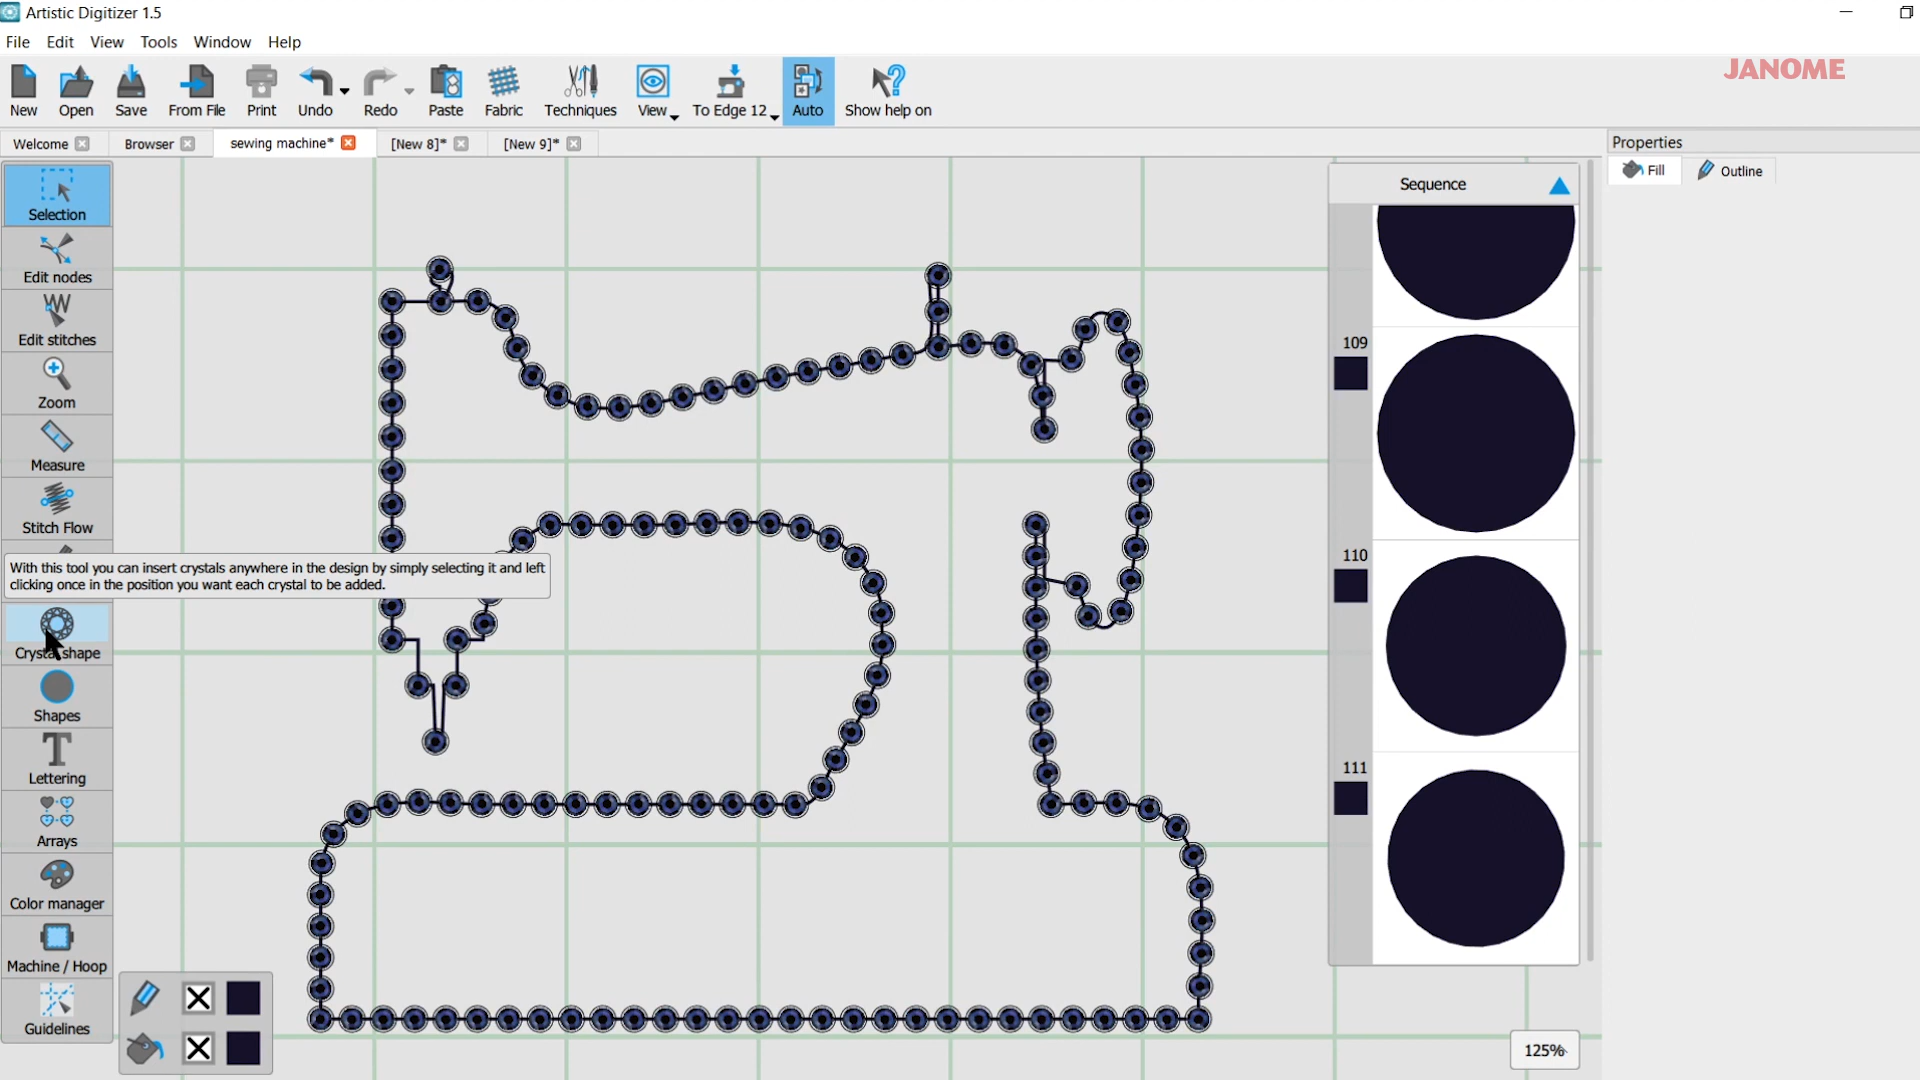 Artistic Digitizer 1.5
File Edit View Tools Window Help
JANOME
New Open Save From File Print Undo Redo Paste Fabric Techniques View To Edge 12 Auto Show help on
Welcome Browser sewing machine* [New 8]* [New 9]*
Properties
Fill Outline
Sequence
Selection
Edit nodes
Edit stitches
109
Zoom
Measure
Stitch Flow
110
With this tool you can insert crystals anywhere in the design by simply selecting it and left
clicking once in the position you want each crystal to be added.
Crystal shape
Shapes
111
Lettering
Arrays
Color manager
Machine / Hoop
Guidelines
125%